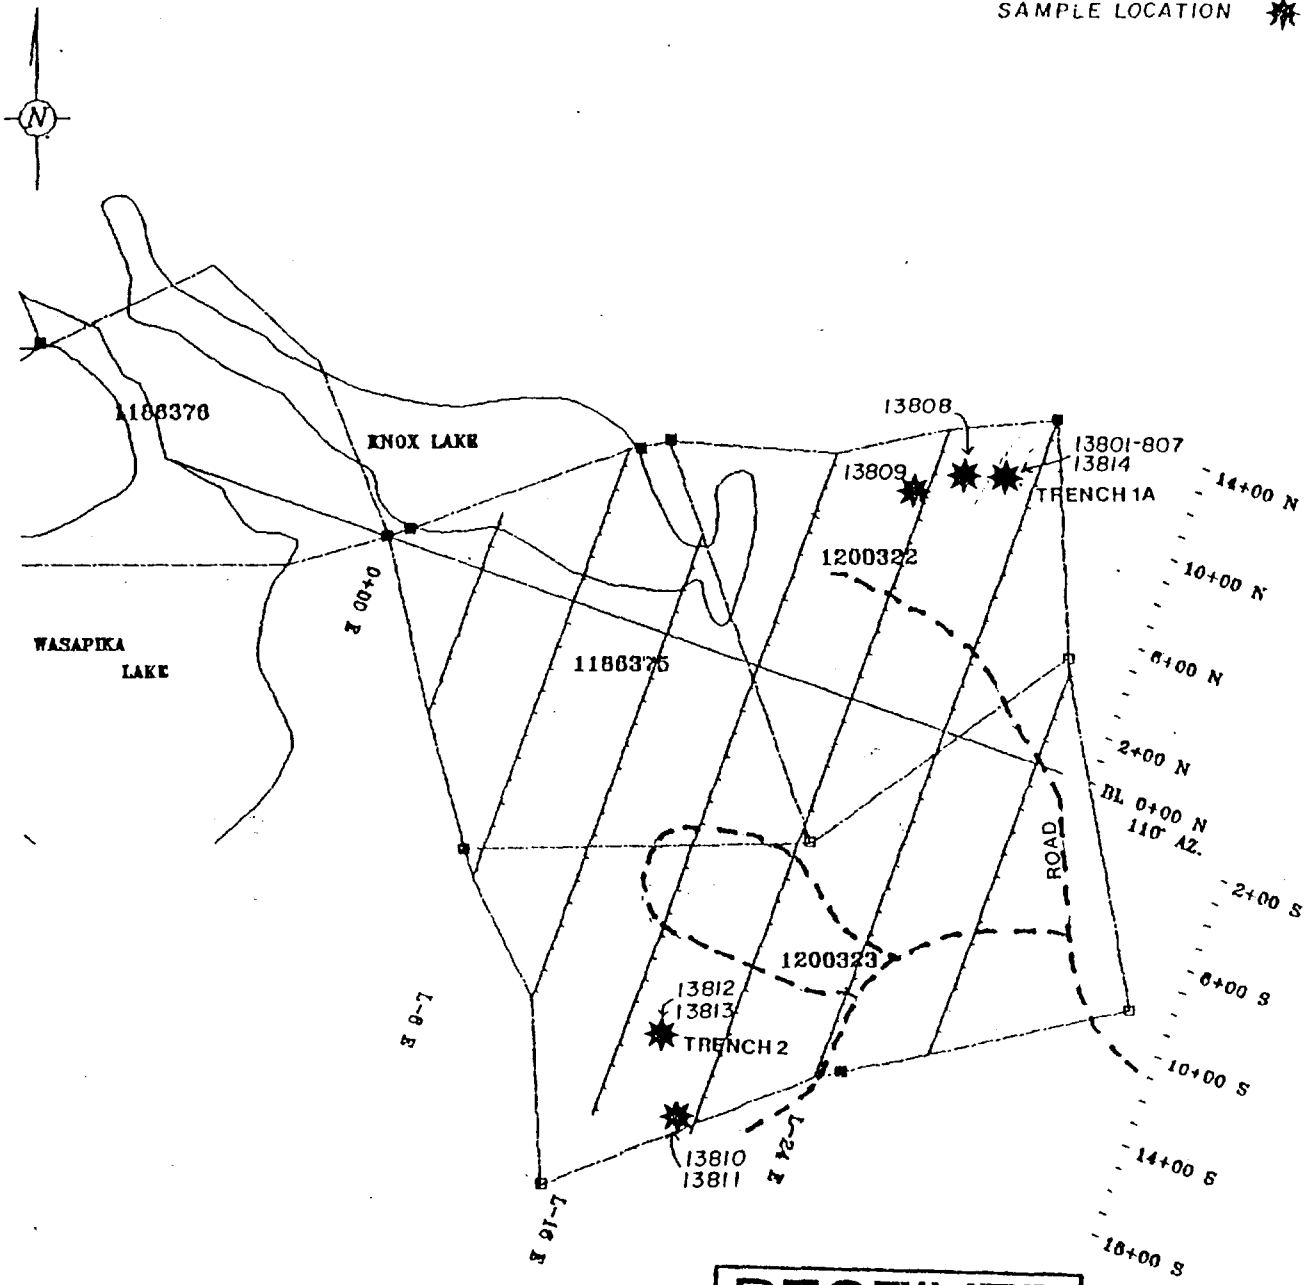 SAMPLE LOCATION
N
1186376
KNOX LAKE
13808
13801-807
13814
13809
TRENCH 1A
14+00 N
1200322
10+00 N
0+00 E
WASAPIKA
LAKE
1186375
6+00 N
2+00 N
BL 0+00 N
110° AZ.
ROAD
2+00 S
1200323
6+00 S
13812
13813
L-8 E
TRENCH 2
10+00 S
13810
13811
L-24 E
14+00 S
L-16 E
18+00 S